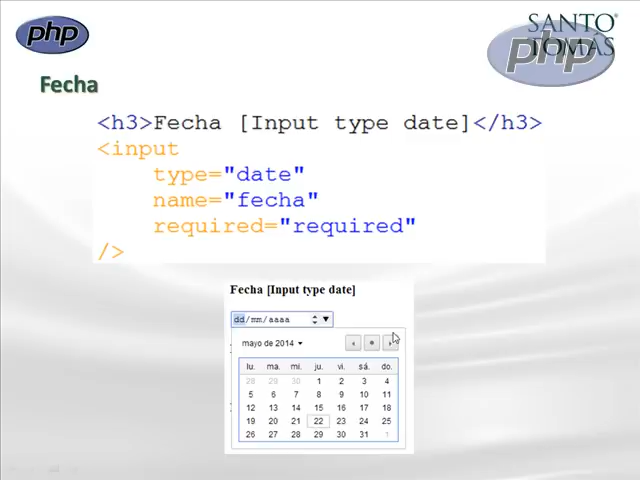 php
SANTO TOMÁS®
php
Fecha
<h3>Fecha [Input type date]</h3>
<input
type="date"
name="fecha"
required="required"
/>
Fecha [Input type date]
dd/mm/aaaa
mayo de 2014
lu. ma. mi. ju. vi. sá. do.
28 29 30 1 2 3 4
5 6 7 8 9 10 11
12 13 14 15 16 17 18
19 20 21 22 23 24 25
26 27 28 29 30 31 1